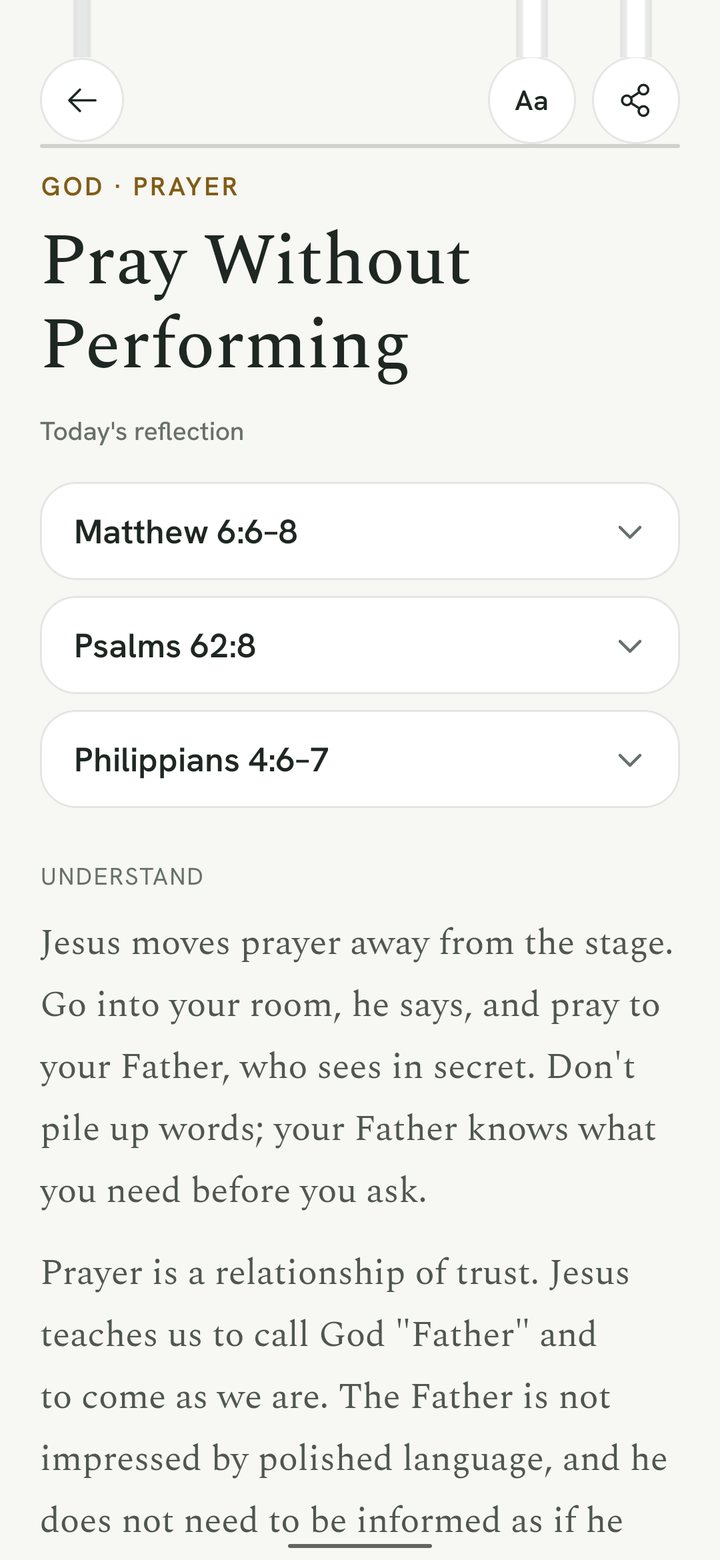 Aa
GOD · PRAYER
Pray Without
Performing
Today's reflection
Matthew 6:6–8
Psalms 62:8
Philippians 4:6–7
UNDERSTAND
Jesus moves prayer away from the stage.
Go into your room, he says, and pray to
your Father, who sees in secret. Don't
pile up words; your Father knows what
you need before you ask.
Prayer is a relationship of trust. Jesus
teaches us to call God "Father" and
to come as we are. The Father is not
impressed by polished language, and he
does not need to be informed as if he